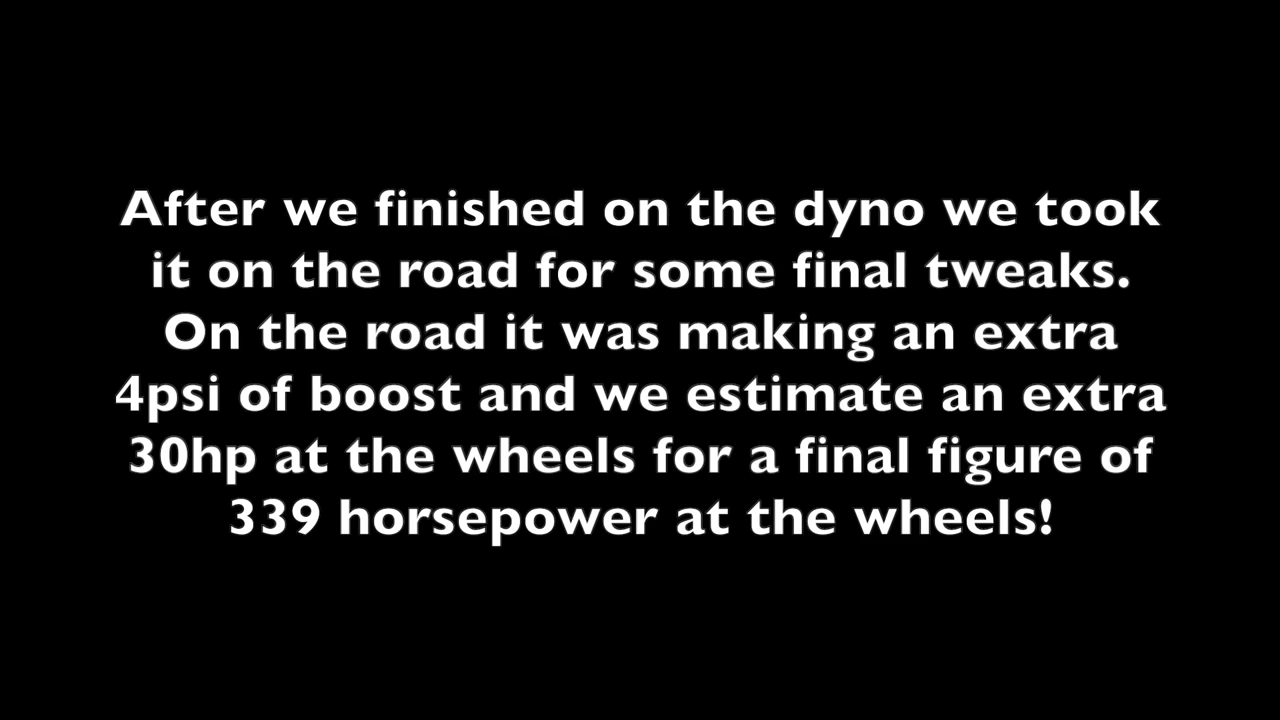 After we finished on the dyno we took
it on the road for some final tweaks.
On the road it was making an extra
4psi of boost and we estimate an extra
30hp at the wheels for a final figure of
339 horsepower at the wheels!